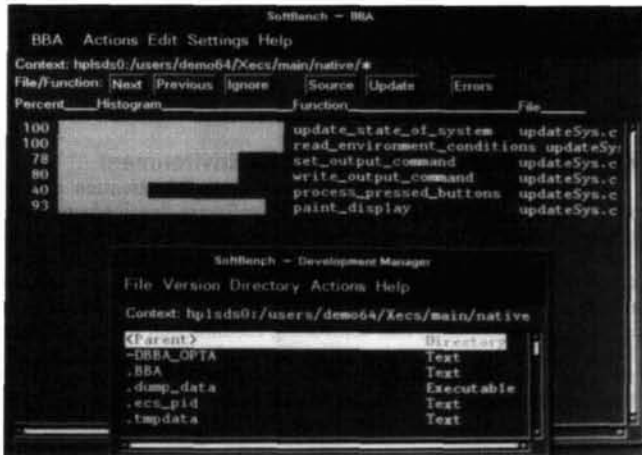 SoftBench – BBA
BBA Actions Edit Settings Help
Context: hplsds0:/users/demo64/Xecs/main/native/*
File/Function: Next Previous Ignore Source Update Errors
Percent Histogram Function File
100 update_state_of_system updateSys.c
100 read_environment_conditions updateSy
78 set_output_command updateSys.c
80 write_output_command updateSys.c
40 process_pressed_buttons updateSys.c
93 paint_display updateSys.c
SoftBench – Development Manager
File Version Directory Actions Help
Context: hplsds0:/users/demo64/Xecs/main/native
<Parent> Directory
-DBBA_OPTA Text
.BBA Text
.dump_data Executable
.ecs_pid Text
.tmpdata Text